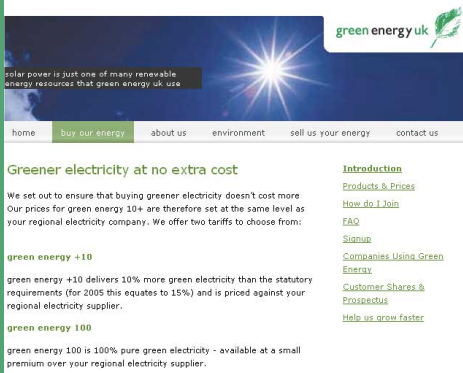 green energy uk
solar power is just one of many renewable
energy resources that green energy uk use
home buy our energy about us environment sell us your energy contact us
Greener electricity at no extra cost
We set out to ensure that buying greener electricity doesn't cost more
Our prices for green energy 10+ are therefore set at the same level as
your regional electricity company. We offer two tariffs to choose from:
green energy +10
green energy +10 delivers 10% more green electricity than the statutory
requirements (for 2005 this equates to 15%) and is priced against your
regional electricity supplier.
green energy 100
green energy 100 is 100% pure green electricity - available at a small
premium over your regional electricity supplier.
Introduction
Products & Prices
How do I Join
FAQ
Signup
Companies Using Green
Energy
Customer Shares &
Prospectus
Help us grow faster